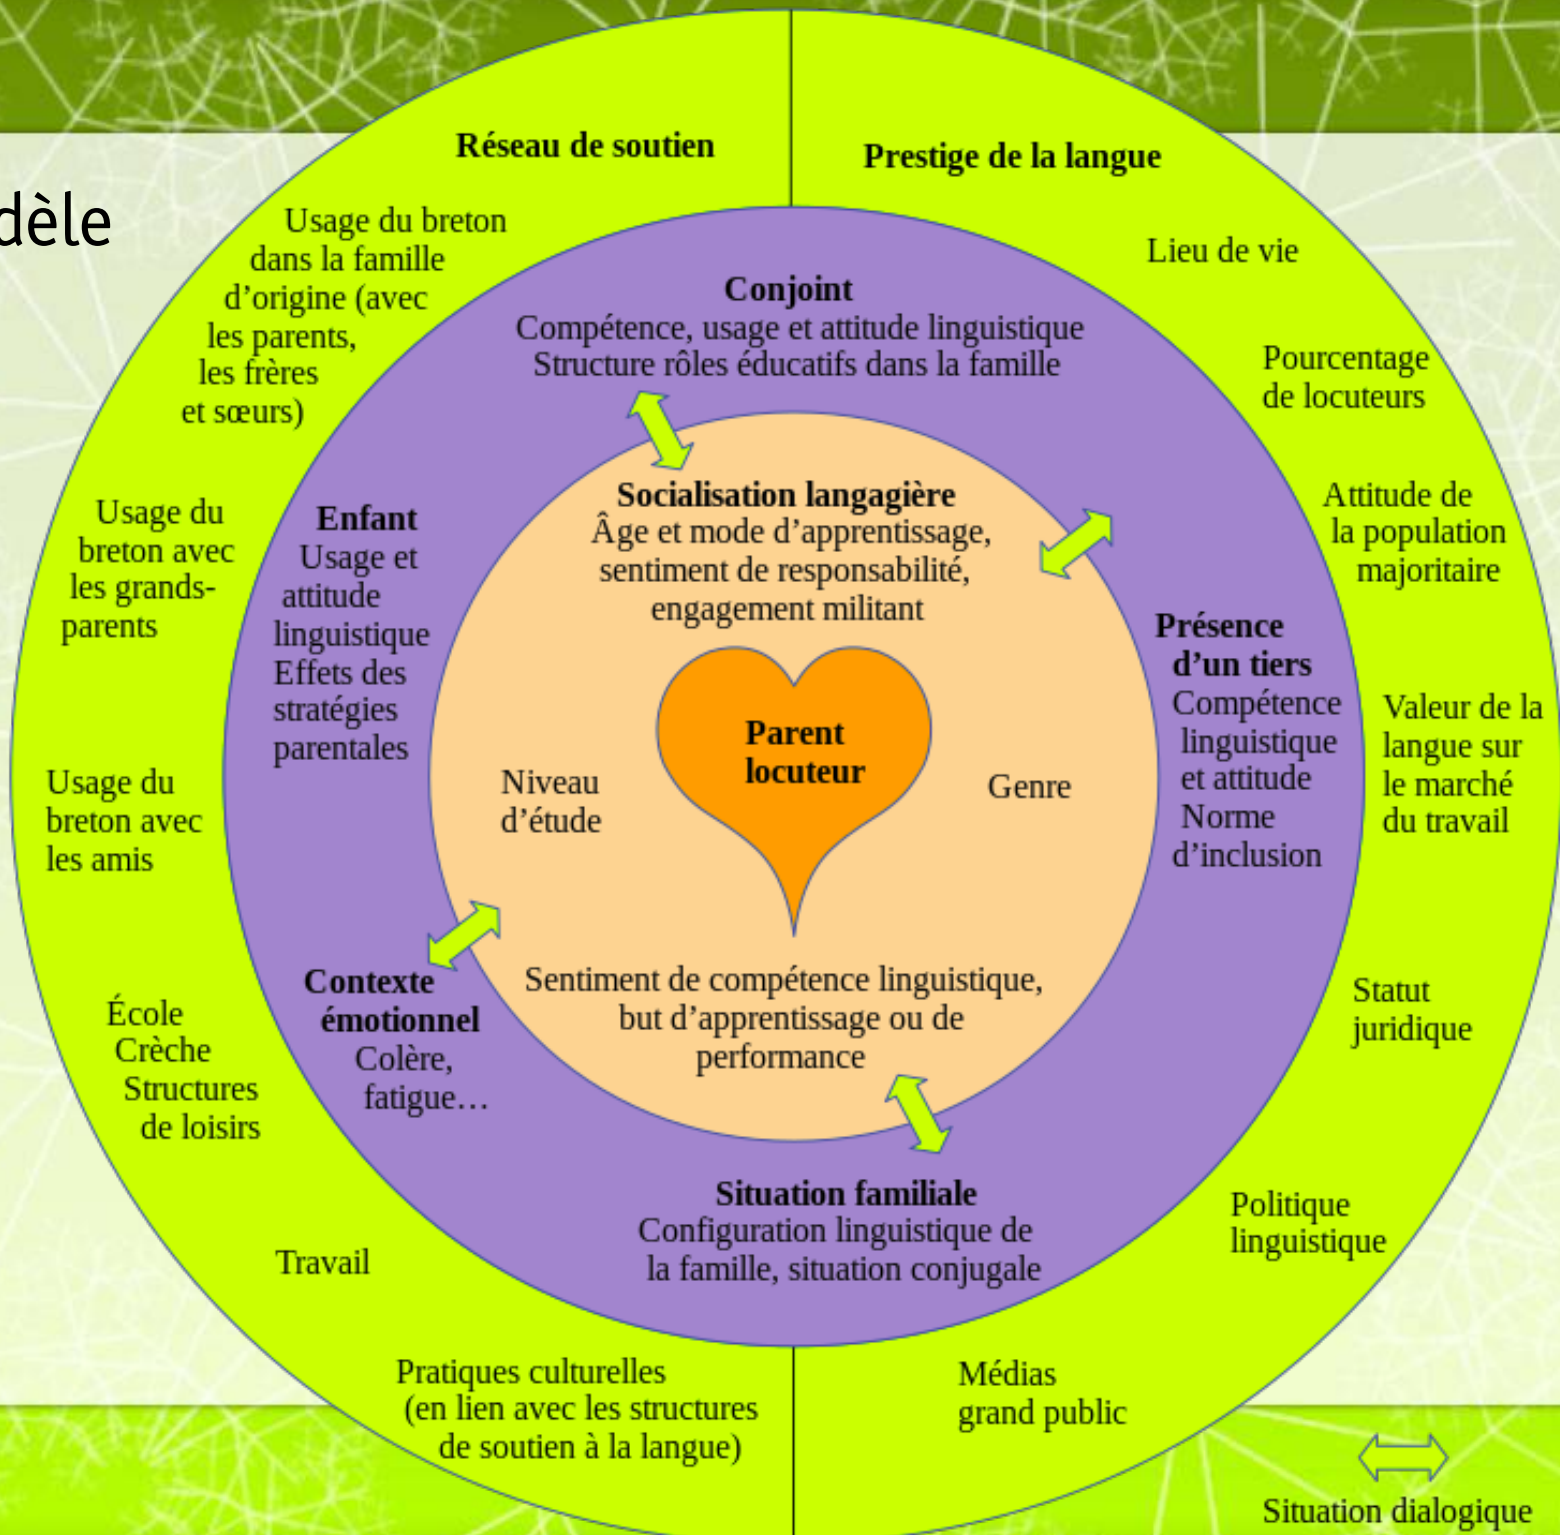 dèle
Réseau de soutien
Usage du breton
dans la famille
d’origine (avec
les parents,
les frères
et sœurs)
Usage du
breton avec
les grands-
parents
Usage du
breton avec
les amis
École
Crèche
Structures
de loisirs
Travail
Pratiques culturelles
(en lien avec les structures
de soutien à la langue)
Prestige de la langue
Lieu de vie
Pourcentage
de locuteurs
Attitude de
la population
majoritaire
Valeur de la
langue sur
le marché
du travail
Statut
juridique
Politique
linguistique
Médias
grand public
Conjoint
Compétence, usage et attitude linguistique
Structure rôles éducatifs dans la famille
Enfant
Usage et
attitude
linguistique
Effets des
stratégies
parentales
Présence
d’un tiers
Compétence
linguistique
et attitude
Norme
d’inclusion
Contexte
émotionnel
Colère,
fatigue…
Situation familiale
Configuration linguistique de
la famille, situation conjugale
Socialisation langagière
Âge et mode d’apprentissage,
sentiment de responsabilité,
engagement militant
Parent
locuteur
Niveau
d’étude
Genre
Sentiment de compétence linguistique,
but d’apprentissage ou de
performance
Situation dialogique